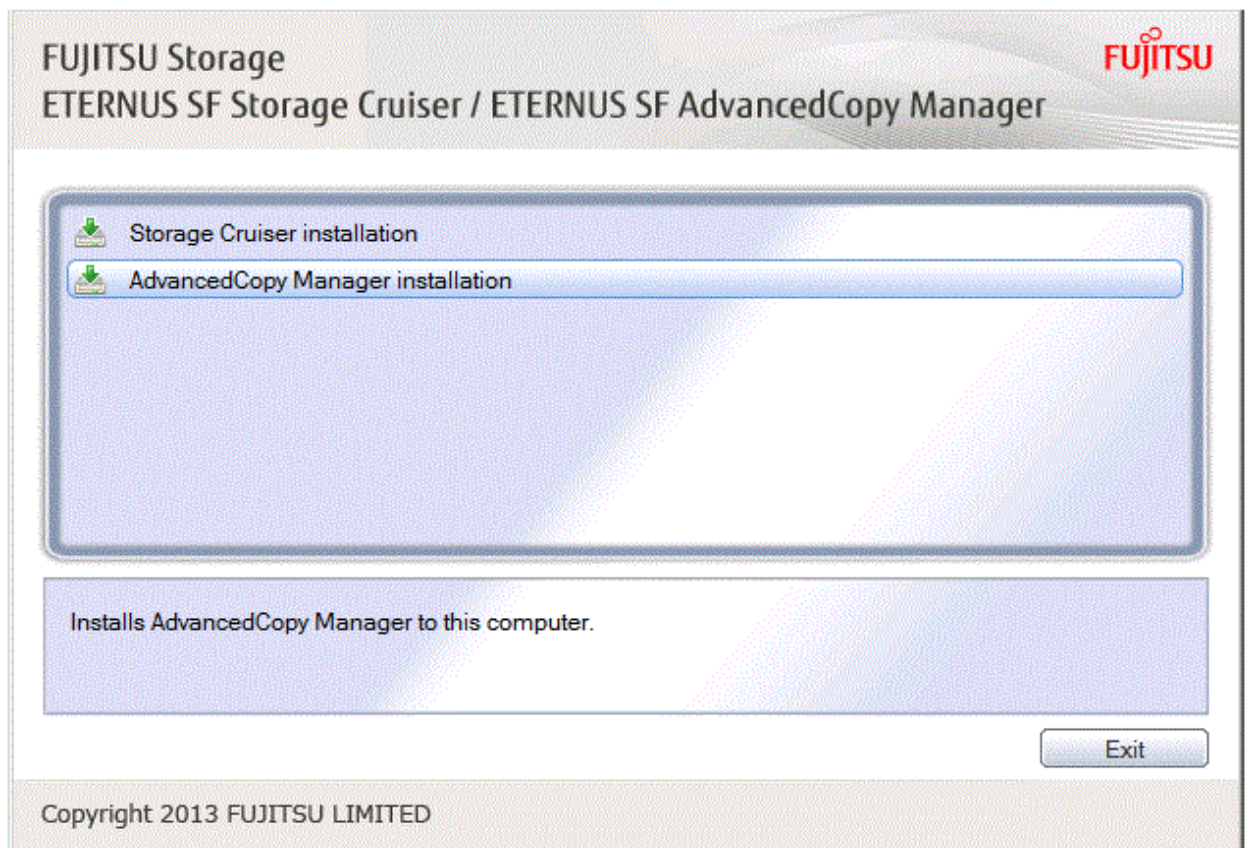 FUJITSU Storage
FUJITSU
ETERNUS SF Storage Cruiser / ETERNUS SF AdvancedCopy Manager
Storage Cruiser installation
AdvancedCopy Manager installation
Installs AdvancedCopy Manager to this computer.
Exit
Copyright 2013 FUJITSU LIMITED